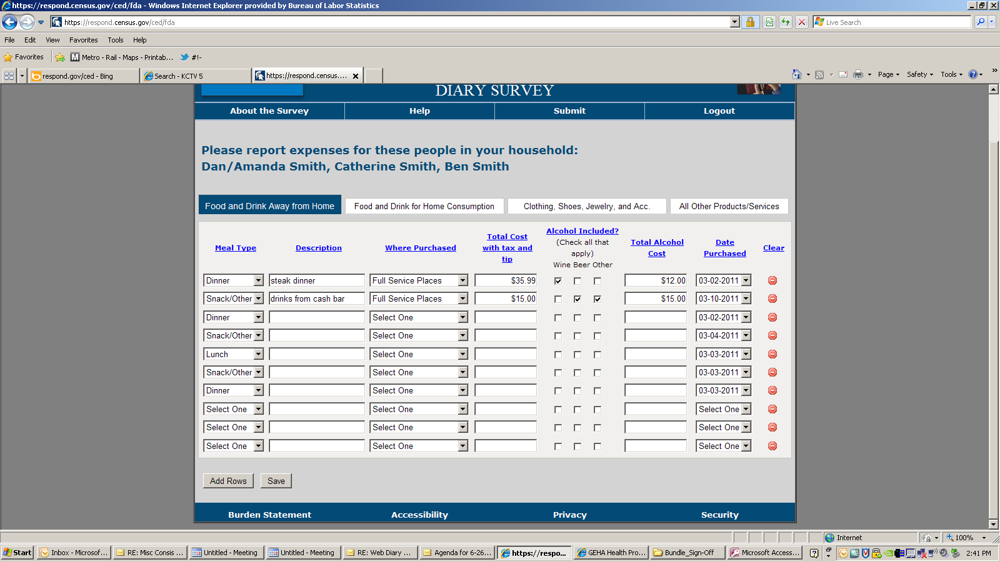 https://respond.census.gov/ced/fda - Windows Internet Explorer provided by Bureau of Labor Statistics
https://respond.census.gov/ced/fda
Live Search
File Edit View Favorites Tools Help
Favorites Metro - Rail - Maps - Printab... #!-
respond.gov/ced - Bing Search - KCTV 5 https://respond.census.... Page Safety Tools
DIARY SURVEY
About the Survey Help Submit Logout
Please report expenses for these people in your household:
Dan/Amanda Smith, Catherine Smith, Ben Smith
Food and Drink Away from Home Food and Drink for Home Consumption Clothing, Shoes, Jewelry, and Acc. All Other Products/Services
Meal Type Description Where Purchased Total Cost with tax and tip Alcohol Included? (Check all that apply) Wine Beer Other Total Alcohol Cost Date Purchased Clear
Dinner steak dinner Full Service Places $35.99 $12.00 03-02-2011
Snack/Other drinks from cash bar Full Service Places $15.00 $15.00 03-10-2011
Dinner Select One 03-02-2011
Snack/Other Select One 03-04-2011
Lunch Select One 03-03-2011
Snack/Other Select One 03-03-2011
Dinner Select One 03-03-2011
Select One Select One Select One
Select One Select One Select One
Select One Select One Select One
Add Rows Save
Burden Statement Accessibility Privacy Security
Internet 100%
Start Inbox - Microsof... RE: Misc Consis ... Untitled - Meeting Untitled - Meeting RE: Web Diary ... Agenda for 6-26... https://respo... GEHA Health Pro... Bundle_Sign-Off Microsoft Access... 2:41 PM